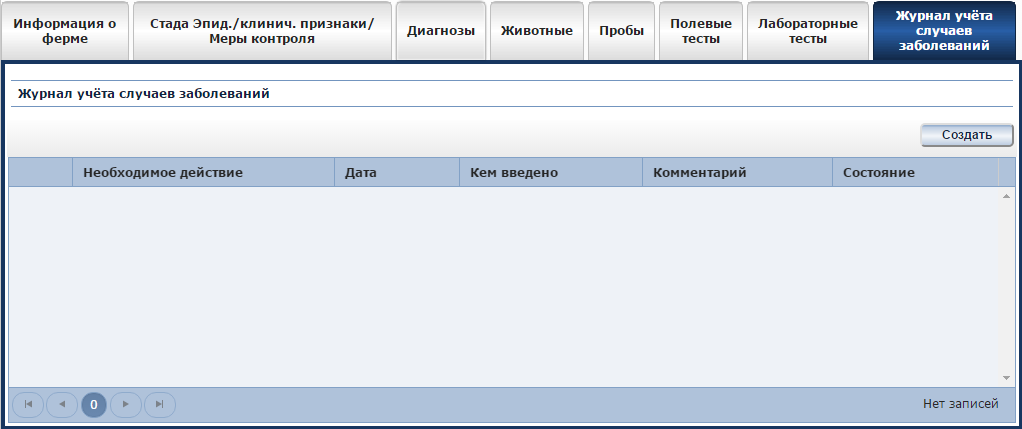 Информация о
ферме
Стада Эпид./клинич. признаки/
Меры контроля
Диагнозы
Животные
Пробы
Полевые
тесты
Лабораторные
тесты
Журнал учёта
случаев
заболеваний
Журнал учёта случаев заболеваний
Создать
Необходимое действие
Дата
Кем введено
Комментарий
Состояние
0
Нет записей